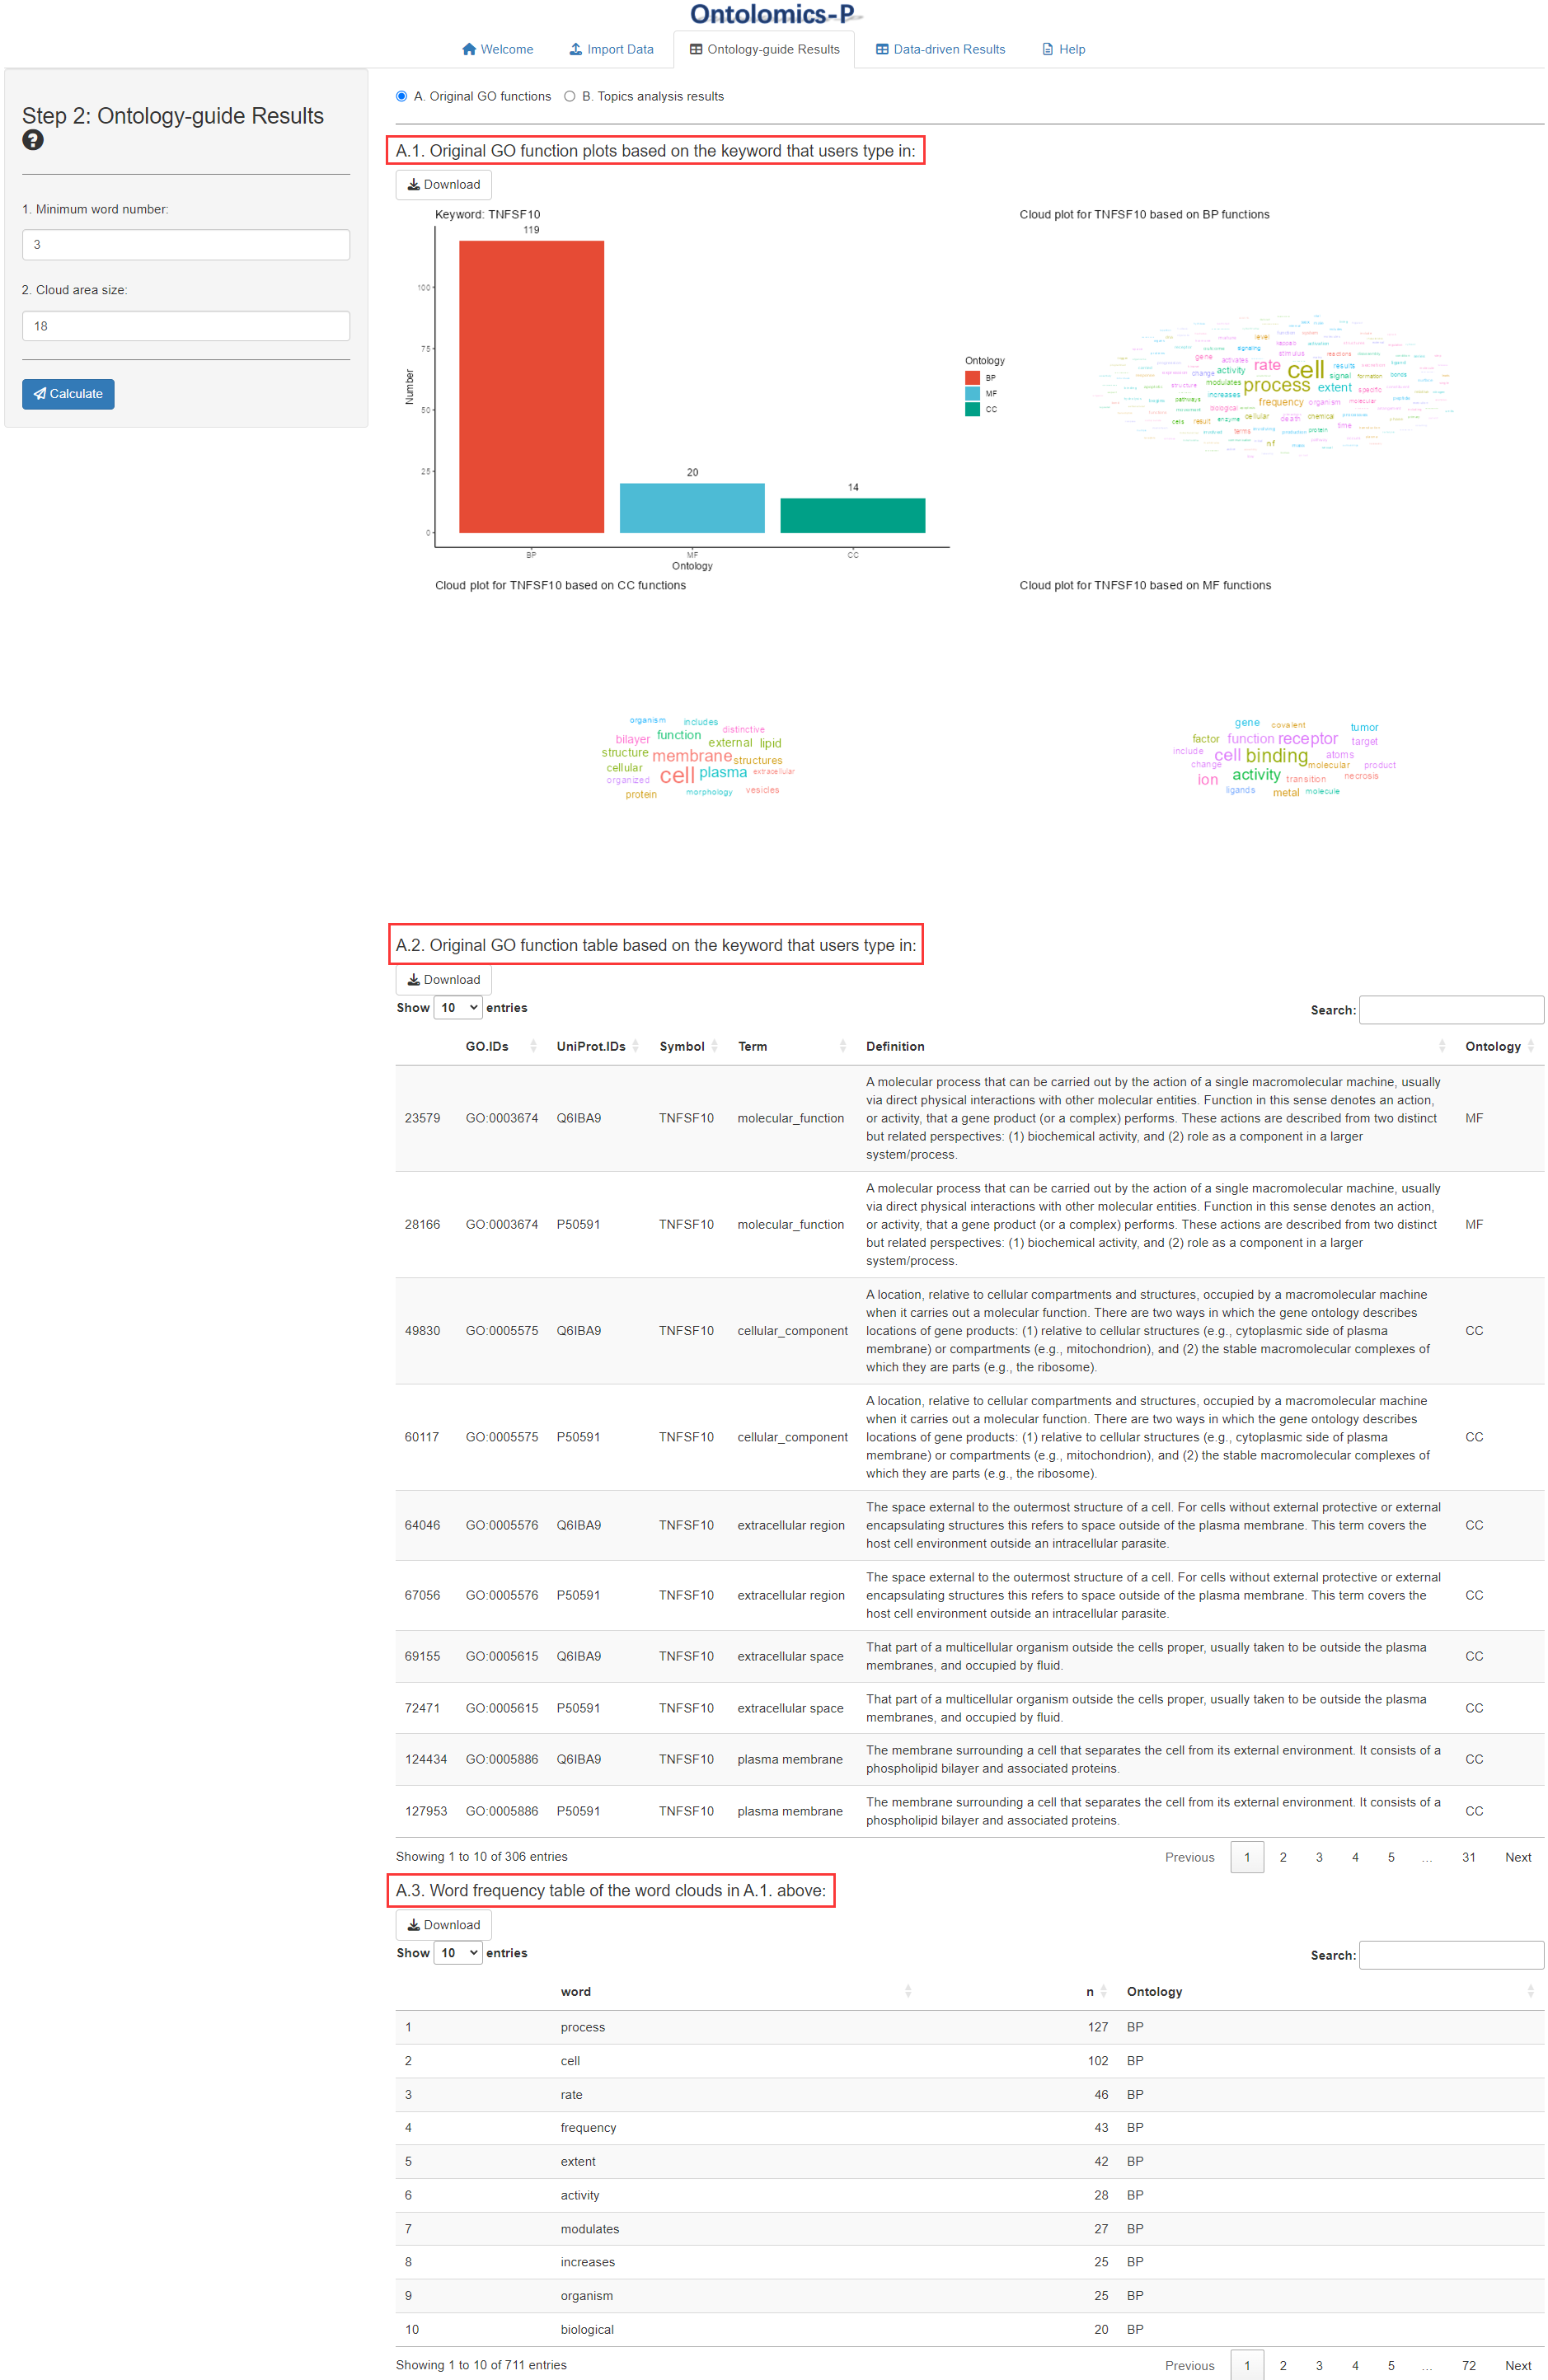 Ontolomics-P
Welcome
Import Data
Ontology-guide Results
Data-driven Results
Help
Step 2: Ontology-guide Results
?
1. Minimum word number:
3
2. Cloud area size:
18
Calculate
A. Original GO functions
B. Topics analysis results
A.1. Original GO function plots based on the keyword that users type in:
Download
Keyword: TNFSF10
119
20
14
100
75
50
25
0
Number
BP
MF
CC
Ontology
Ontology
BP
MF
CC
Cloud plot for TNFSF10 based on BP functions
level
signaling
stimulus
reactions
gene
activates
rate
cell
results
change
activity
signal
formation
bonds
structure
modulates
process
extent
specific
pathways
increases
frequency
organism
molecular
biological
cellular
death
chemical
cells
result
enzyme
time
terms
protein
nf
Cloud plot for TNFSF10 based on CC functions
organism
includes
distinctive
bilayer
function
external
lipid
structure
membrane
structures
cellular
cell
plasma
extracellular
organized
protein
morphology
vesicles
Cloud plot for TNFSF10 based on MF functions
gene
covalent
tumor
factor
function
receptor
target
include
cell
binding
atoms
change
molecular
product
ion
activity
transition
necrosis
ligands
metal
molecule
A.2. Original GO function table based on the keyword that users type in:
Download
Show 10 entries
Search:
GO.IDs UniProt.IDs Symbol Term Definition Ontology
A molecular process that can be carried out by the action of a single macromolecular machine, usually
via direct physical interactions with other molecular entities. Function in this sense denotes an action,
23579 GO:0003674 Q6IBA9 TNFSF10 molecular_function or activity, that a gene product (or a complex) performs. These actions are described from two distinct MF
but related perspectives: (1) biochemical activity, and (2) role as a component in a larger
system/process.
A molecular process that can be carried out by the action of a single macromolecular machine, usually
via direct physical interactions with other molecular entities. Function in this sense denotes an action,
28166 GO:0003674 P50591 TNFSF10 molecular_function or activity, that a gene product (or a complex) performs. These actions are described from two distinct MF
but related perspectives: (1) biochemical activity, and (2) role as a component in a larger
system/process.
A location, relative to cellular compartments and structures, occupied by a macromolecular machine
when it carries out a molecular function. There are two ways in which the gene ontology describes
49830 GO:0005575 Q6IBA9 TNFSF10 cellular_component locations of gene products: (1) relative to cellular structures (e.g., cytoplasmic side of plasma CC
membrane) or compartments (e.g., mitochondrion), and (2) the stable macromolecular complexes of
which they are parts (e.g., the ribosome).
A location, relative to cellular compartments and structures, occupied by a macromolecular machine
when it carries out a molecular function. There are two ways in which the gene ontology describes
60117 GO:0005575 P50591 TNFSF10 cellular_component locations of gene products: (1) relative to cellular structures (e.g., cytoplasmic side of plasma CC
membrane) or compartments (e.g., mitochondrion), and (2) the stable macromolecular complexes of
which they are parts (e.g., the ribosome).
The space external to the outermost structure of a cell. For cells without external protective or external
64046 GO:0005576 Q6IBA9 TNFSF10 extracellular region encapsulating structures this refers to space outside of the plasma membrane. This term covers the CC
host cell environment outside an intracellular parasite.
The space external to the outermost structure of a cell. For cells without external protective or external
67056 GO:0005576 P50591 TNFSF10 extracellular region encapsulating structures this refers to space outside of the plasma membrane. This term covers the CC
host cell environment outside an intracellular parasite.
That part of a multicellular organism outside the cells proper, usually taken to be outside the plasma
69155 GO:0005615 Q6IBA9 TNFSF10 extracellular space CC
membranes, and occupied by fluid.
That part of a multicellular organism outside the cells proper, usually taken to be outside the plasma
72471 GO:0005615 P50591 TNFSF10 extracellular space CC
membranes, and occupied by fluid.
The membrane surrounding a cell that separates the cell from its external environment. It consists of a
124434 GO:0005886 Q6IBA9 TNFSF10 plasma membrane CC
phospholipid bilayer and associated proteins.
The membrane surrounding a cell that separates the cell from its external environment. It consists of a
127953 GO:0005886 P50591 TNFSF10 plasma membrane CC
phospholipid bilayer and associated proteins.
Showing 1 to 10 of 306 entries
Previous 1 2 3 4 5 … 31 Next
A.3. Word frequency table of the word clouds in A.1. above:
Download
Show 10 entries
Search:
word n Ontology
1 process 127 BP
2 cell 102 BP
3 rate 46 BP
4 frequency 43 BP
5 extent 42 BP
6 activity 28 BP
7 modulates 27 BP
8 increases 25 BP
9 organism 25 BP
10 biological 20 BP
Showing 1 to 10 of 711 entries
Previous 1 2 3 4 5 … 72 Next